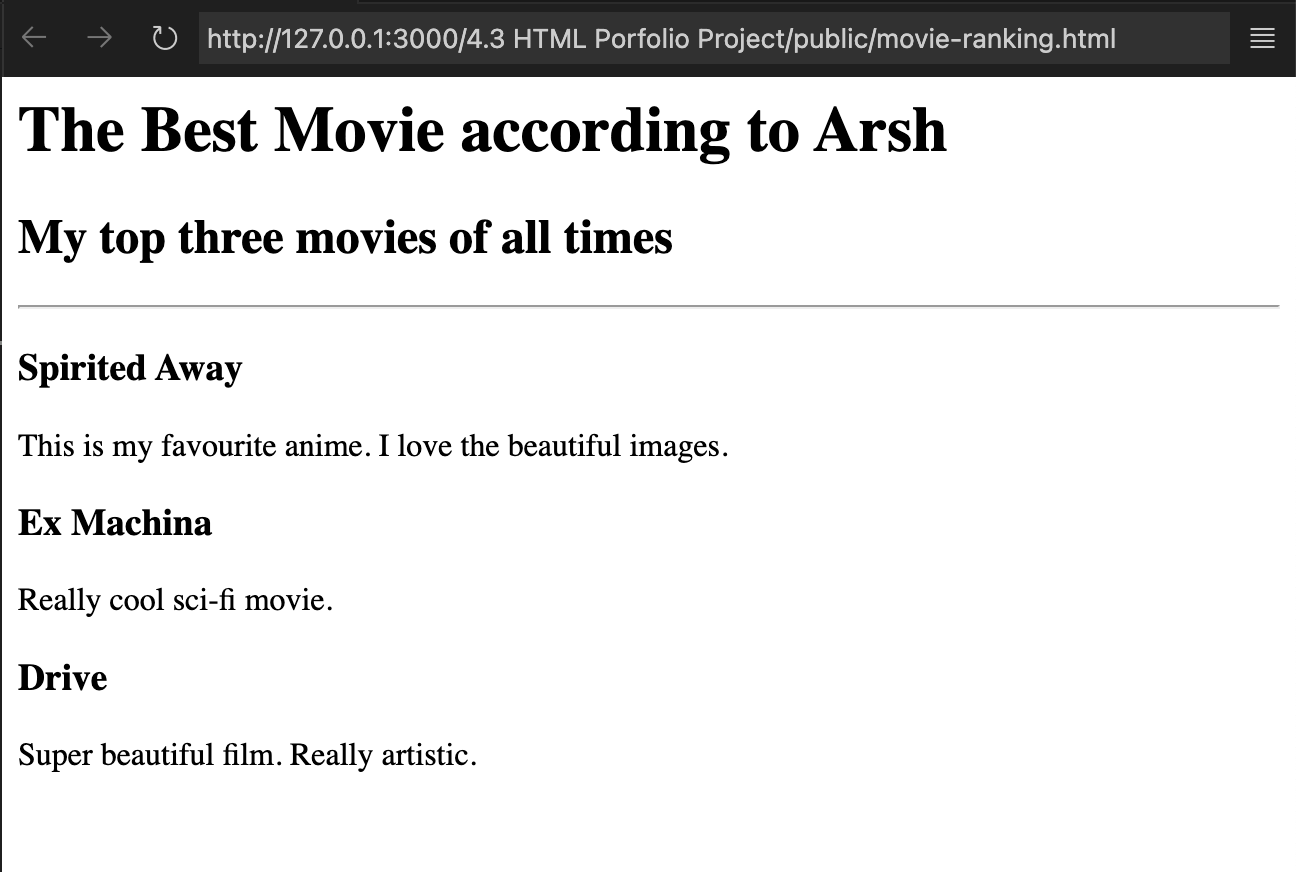 http://127.0.0.1:3000/4.3 HTML Porfolio Project/public/movie-ranking.html
The Best Movie according to Arsh
My top three movies of all times
Spirited Away
This is my favourite anime. I love the beautiful images.
Ex Machina
Really cool sci-fi movie.
Drive
Super beautiful film. Really artistic.